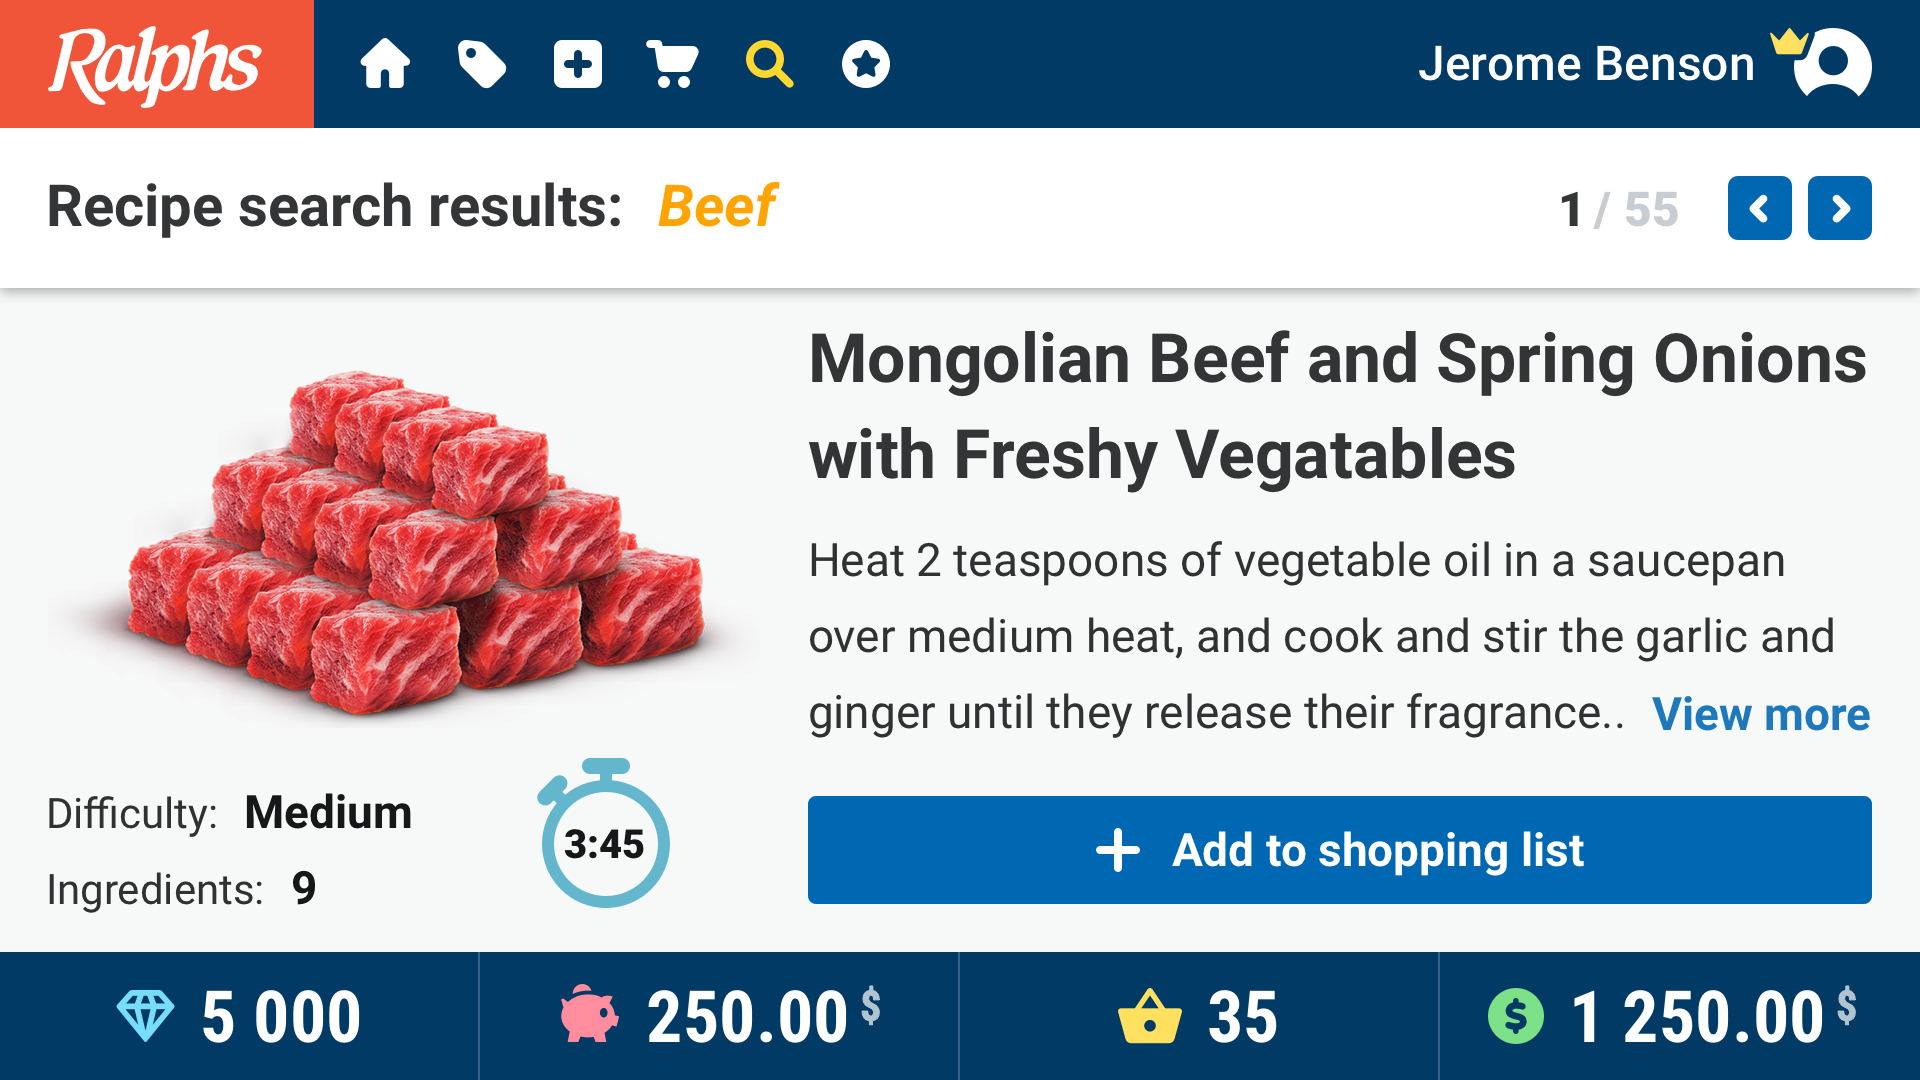 Ralphs
Jerome Benson
Recipe search results: Beef
1 / 55
Mongolian Beef and Spring Onions
with Freshy Vegatables
Heat 2 teaspoons of vegetable oil in a saucepan
over medium heat, and cook and stir the garlic and
ginger until they release their fragrance.. View more
Difficulty: Medium
Ingredients: 9
3:45
Add to shopping list
5 000
250.00 $
35
$ 1 250.00 $